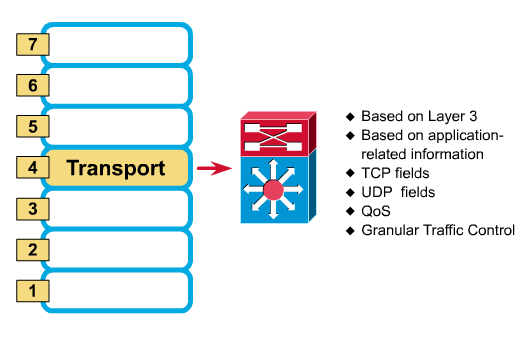 7
6
5
4 Transport
3
2
1
◆ Based on Layer 3
◆ Based on application-
related information
◆ TCP fields
◆ UDP fields
◆ QoS
◆ Granular Traffic Control